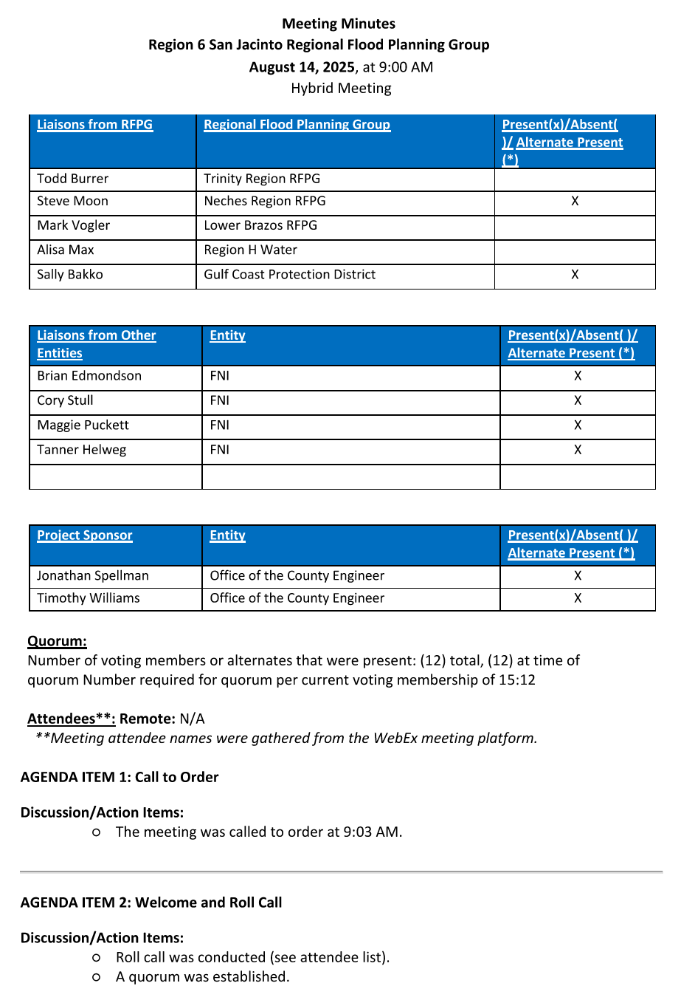 Meeting Minutes
Region 6 San Jacinto Regional Flood Planning Group
August 14, 2025, at 9:00 AM
Hybrid Meeting
Liaisons from RFPG Regional Flood Planning Group Present(x)/Absent(
)/ Alternate Present
(*)
Todd Burrer Trinity Region RFPG
Steve Moon Neches Region RFPG X
Mark Vogler Lower Brazos RFPG
Alisa Max Region H Water
Sally Bakko Gulf Coast Protection District X
Liaisons from Other Entity Present(x)/Absent( )/
Entities Alternate Present (*)
Brian Edmondson FNI X
Cory Stull FNI X
Maggie Puckett FNI X
Tanner Helweg FNI X
Project Sponsor Entity Present(x)/Absent( )/
Alternate Present (*)
Jonathan Spellman Office of the County Engineer X
Timothy Williams Office of the County Engineer X
Quorum:
Number of voting members or alternates that were present: (12) total, (12) at time of
quorum Number required for quorum per current voting membership of 15:12
Attendees**: Remote: N/A
**Meeting attendee names were gathered from the WebEx meeting platform.
AGENDA ITEM 1: Call to Order
Discussion/Action Items:
o The meeting was called to order at 9:03 AM.
AGENDA ITEM 2: Welcome and Roll Call
Discussion/Action Items:
o Roll call was conducted (see attendee list).
o A quorum was established.